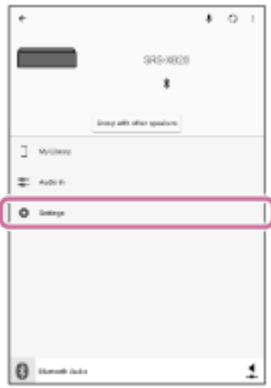 SRS-XB20
Group with other speakers
My Library
Audio in
Settings
Bluetooth Audio